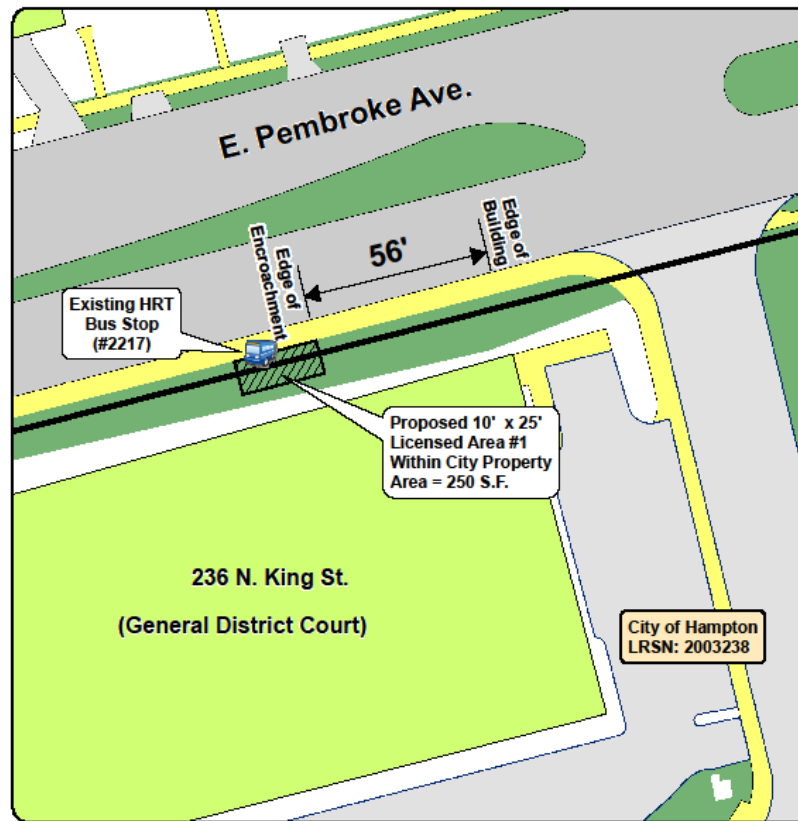 E. Pembroke Ave.
Edge of
Building
56'
Edge of
Encroachment
Existing HRT
Bus Stop
(#2217)
Proposed 10' x 25'
Licensed Area #1
Within City Property
Area = 250 S.F.
236 N. King St.
(General District Court)
City of Hampton
LRSN: 2003238